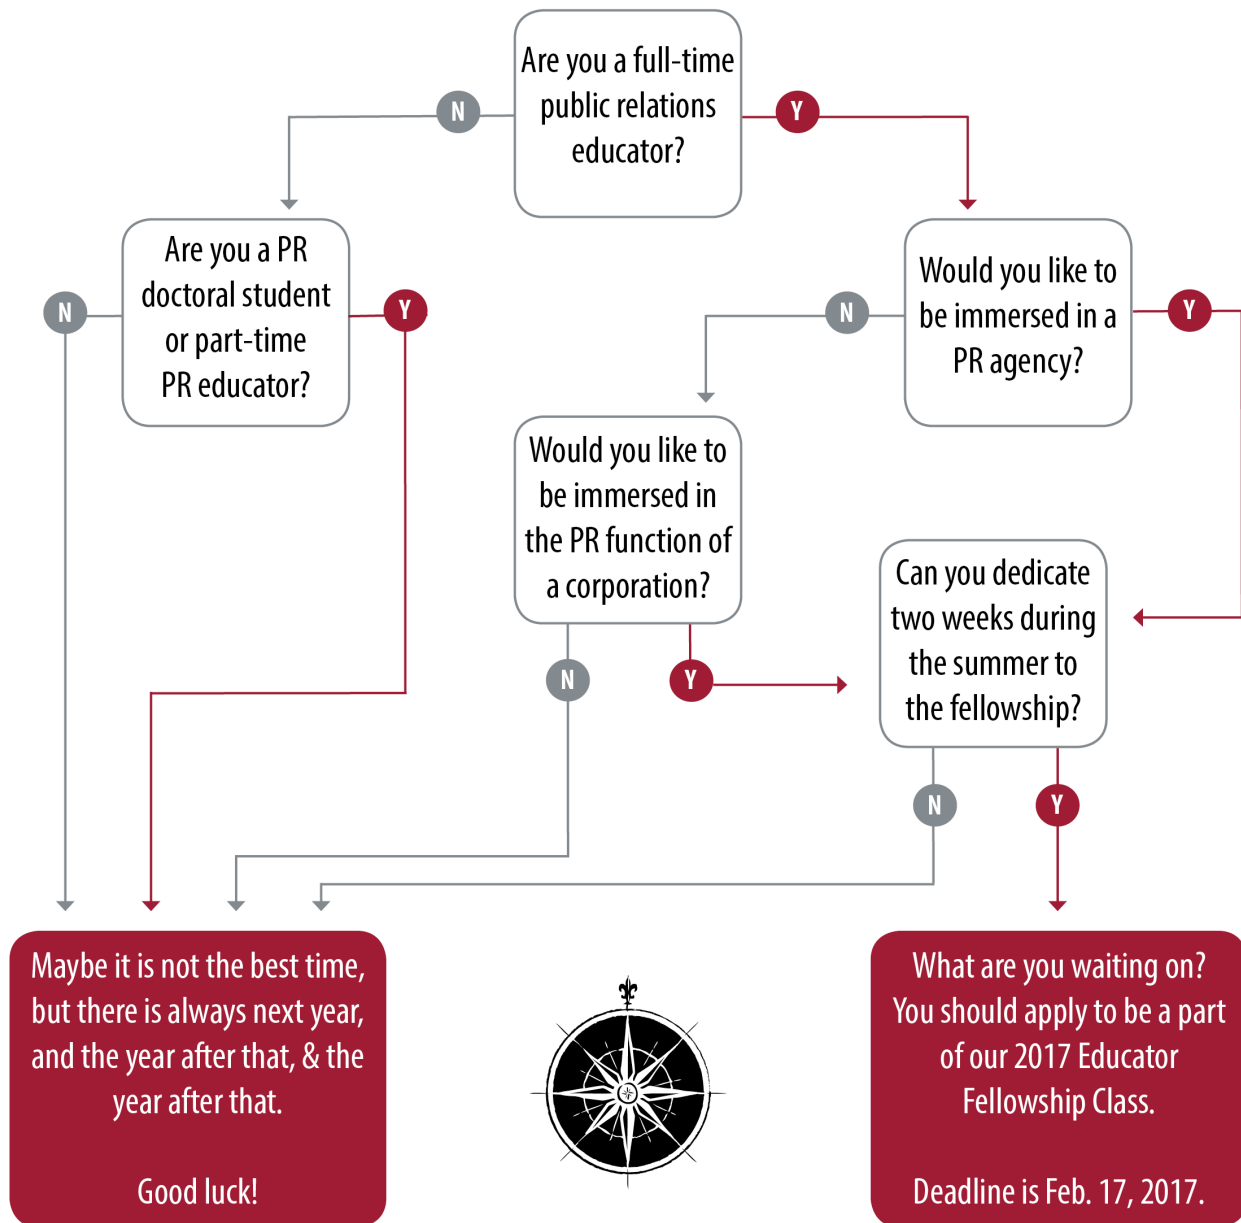 Are you a full-time
public relations
educator?
N
Y
Are you a PR
doctoral student
or part-time
PR educator?
N
Y
Would you like to
be immersed in a
PR agency?
N
Y
Would you like to
be immersed in
the PR function of
a corporation?
N
Y
Can you dedicate
two weeks during
the summer to
the fellowship?
N
Y
Maybe it is not the best time,
but there is always next year,
and the year after that, & the
year after that.
Good luck!
What are you waiting on?
You should apply to be a part
of our 2017 Educator
Fellowship Class.
Deadline is Feb. 17, 2017.